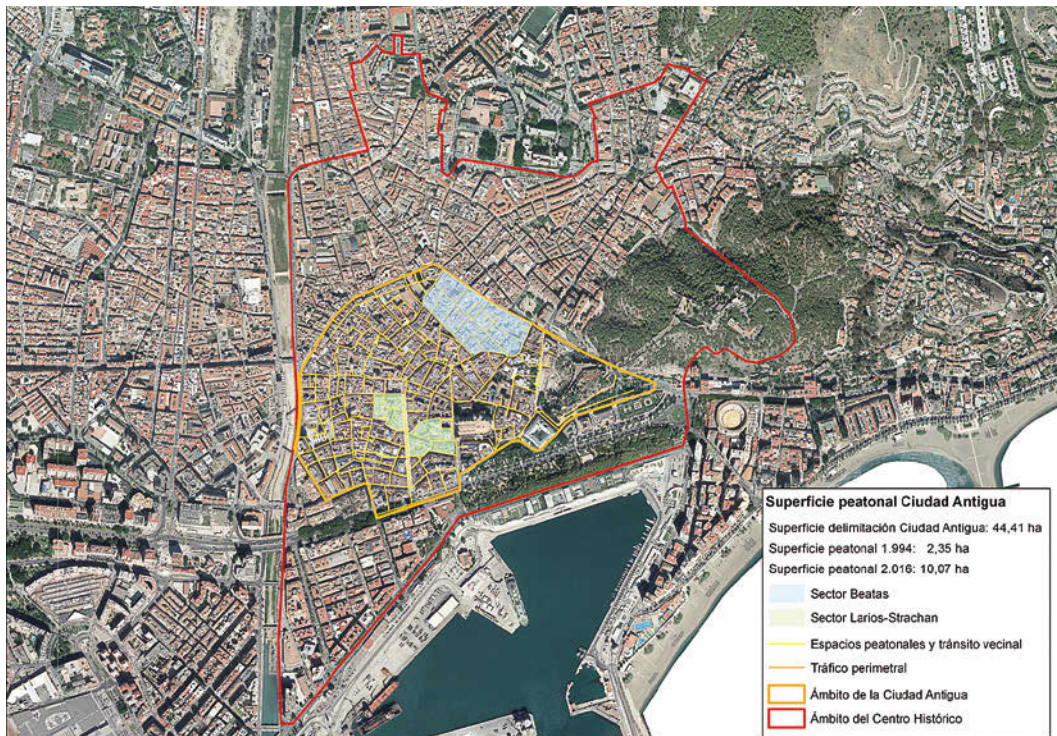 Superficie peatonal Ciudad Antigua
Superficie delimitación Ciudad Antigua: 44,41 ha
Superficie peatonal 1.994: 2,35 ha
Superficie peatonal 2.016: 10,07 ha
Sector Beatas
Sector Larios-Strachan
Espacios peatonales y tránsito vecinal
Tráfico perimetral
Ámbito de la Ciudad Antigua
Ámbito del Centro Histórico